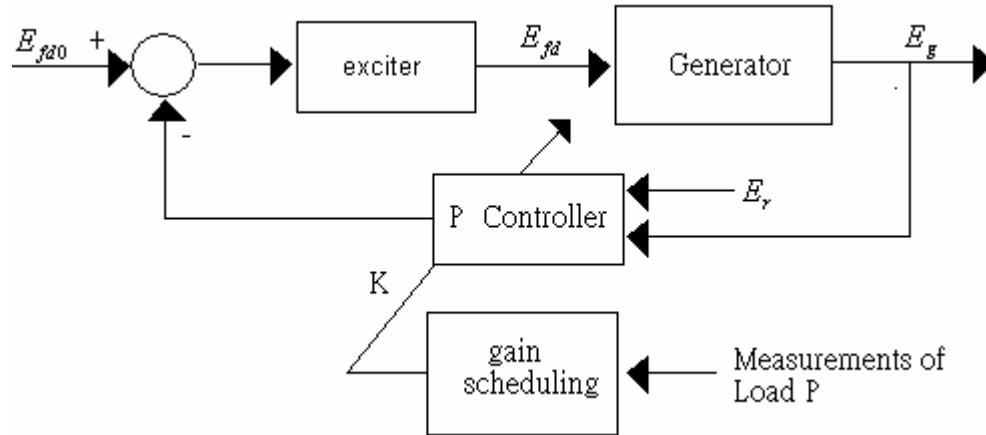 E_fd0 +
exciter
E_fd
Generator
E_g
-
P Controller
E_r
K
gain
scheduling
Measurements of
Load P